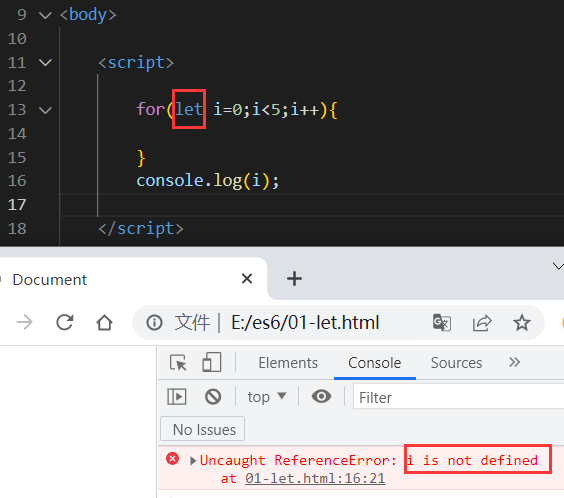 9 <body>
10
11 <script>
12
13 for(let i=0;i<5;i++){
14
15 }
16 console.log(i);
17
18 </script>
Document
文件 | E:/es6/01-let.html
Elements Console Sources
top Filter
No Issues
Uncaught ReferenceError: i is not defined
at 01-let.html:16:21